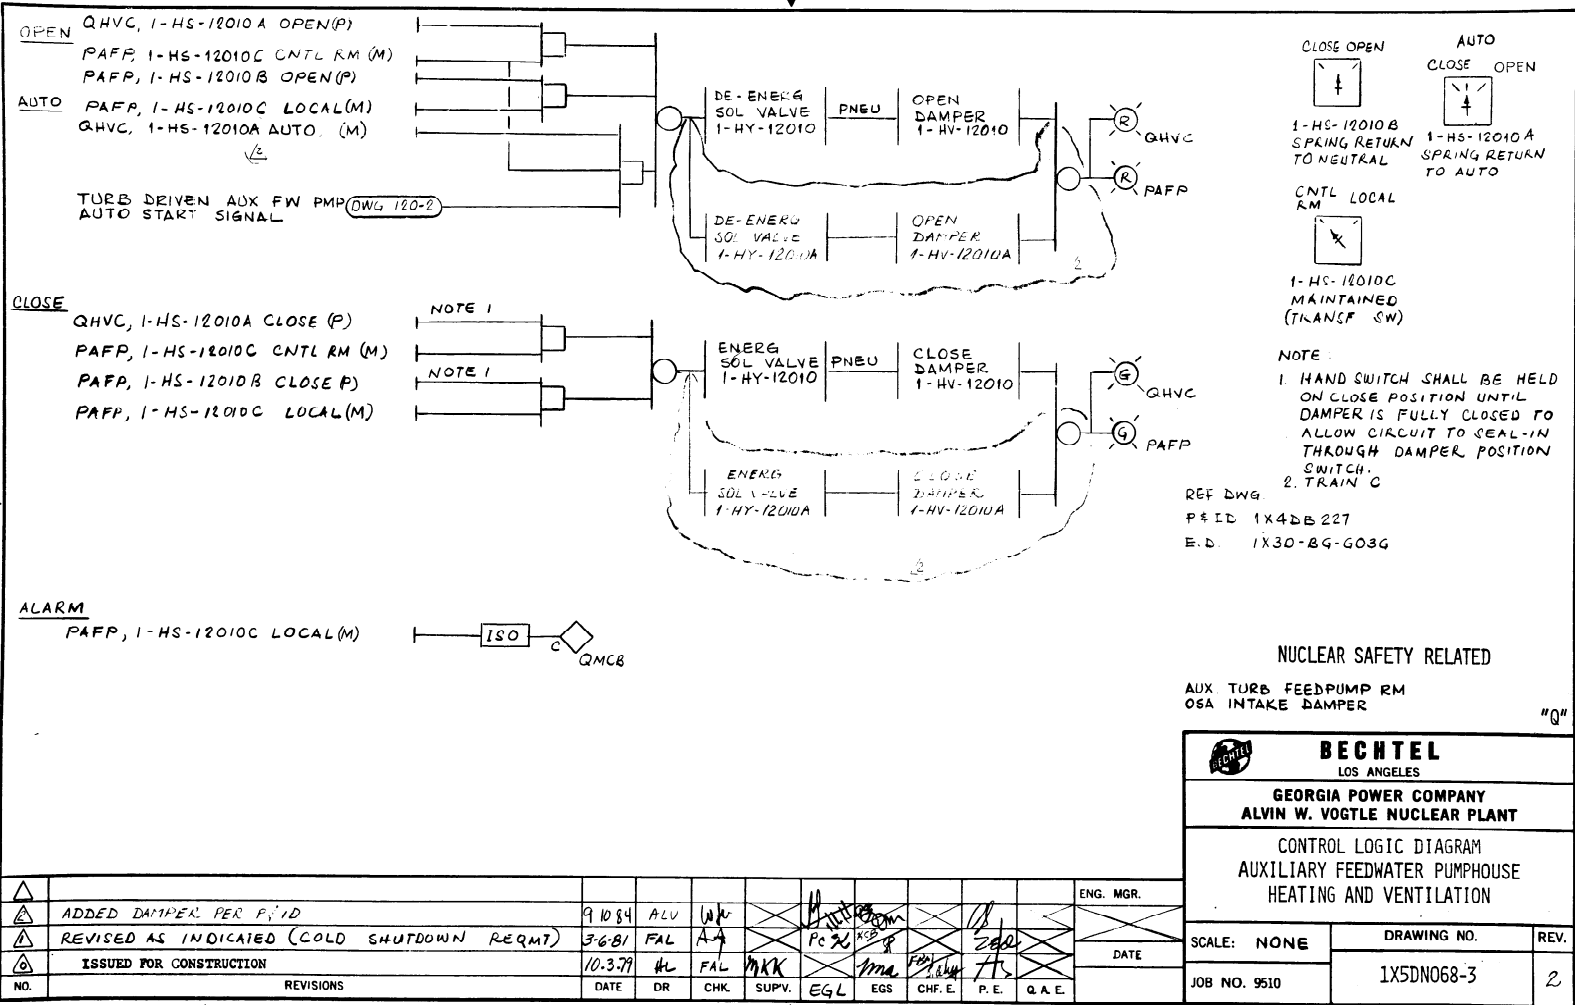 OPEN
QHVC, 1-HS-12010A OPEN(P)
PAFP, 1-HS-12010C CNTL RM (M)
PAFP, 1-HS-12010B OPEN(P)
AUTO
PAFP, 1-HS-12010C LOCAL(M)
QHVC, 1-HS-12010A AUTO (M)
2
TURB DRIVEN AUX FW PMP
AUTO START SIGNAL
DWG 120-2
DE-ENERG
SOL VALVE
1-HY-12010
PNEU
OPEN
DAMPER
1-HV-12010
R
QHVC
R
PAFP
DE-ENERG
SOL VALVE
1-HY-12010A
OPEN
DAMPER
1-HV-12010A
2
CLOSE OPEN
1-HS-12010B
SPRING RETURN
TO NEUTRAL
AUTO
CLOSE OPEN
1-HS-12010A
SPRING RETURN
TO AUTO
CNTL
RM LOCAL
1-HS-12010C
MAINTAINED
(TRANSF SW)
CLOSE
QHVC, 1-HS-12010A CLOSE (P)
NOTE 1
PAFP, 1-HS-12010C CNTL RM (M)
PAFP, 1-HS-12010B CLOSE P)
NOTE 1
PAFP, 1-HS-12010C LOCAL(M)
ENERG
SOL VALVE
1-HY-12010
PNEU
CLOSE
DAMPER
1-HV-12010
G
QHVC
G
PAFP
ENERG
SOL VALVE
1-HY-12010A
CLOSE
DAMPER
1-HV-12010A
2
NOTE:
1. HAND SWITCH SHALL BE HELD
ON CLOSE POSITION UNTIL
DAMPER IS FULLY CLOSED TO
ALLOW CIRCUIT TO SEAL-IN
THROUGH DAMPER POSITION
SWITCH.
2. TRAIN C
REF DWG.
P&ID 1X4DB227
E.D. 1X3D-BG-G03G
ALARM
PAFP, 1-HS-12010C LOCAL(M)
ISO
C
QMCB
NUCLEAR SAFETY RELATED
AUX. TURB FEEDPUMP RM
OSA INTAKE DAMPER
"Q"
BECHTEL
BECHTEL
LOS ANGELES
GEORGIA POWER COMPANY
ALVIN W. VOGTLE NUCLEAR PLANT
CONTROL LOGIC DIAGRAM
AUXILIARY FEEDWATER PUMPHOUSE
HEATING AND VENTILATION
SCALE: NONE
DRAWING NO.
REV.
JOB NO. 9510
1X5DN068-3
2
ENG. MGR.
DATE
2 ADDED DAMPER PER P/ID 9 10 84 ALV
1 REVISED AS INDICATED (COLD SHUTDOWN REQMT) 3-6-81 FAL AA
0 ISSUED FOR CONSTRUCTION 10.3.79 HL FAL MKK
NO. REVISIONS DATE DR CHK. SUPV. EGL EGS CHF. E. P. E. Q.A.E.